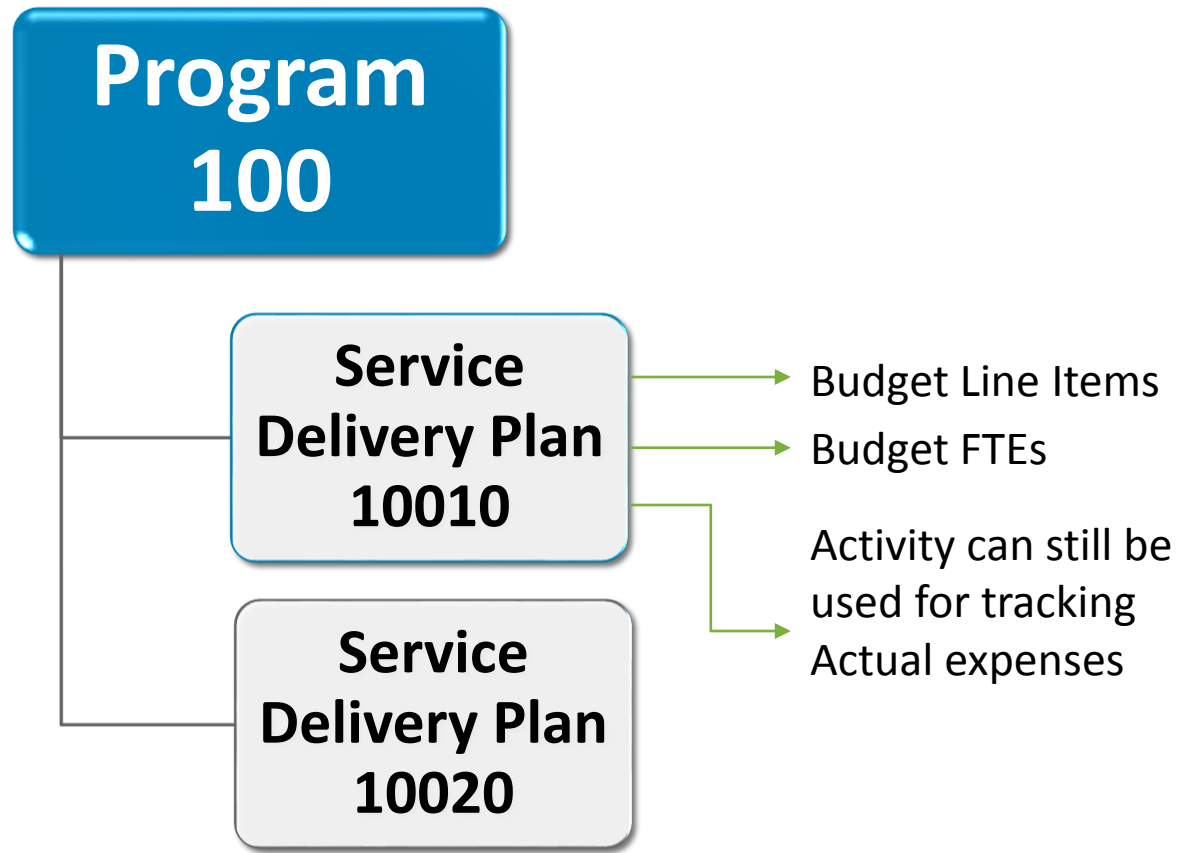 Program
100
Service
Delivery Plan
10010
Budget Line Items
Budget FTEs
Activity can still be
used for tracking
Actual expenses
Service
Delivery Plan
10020